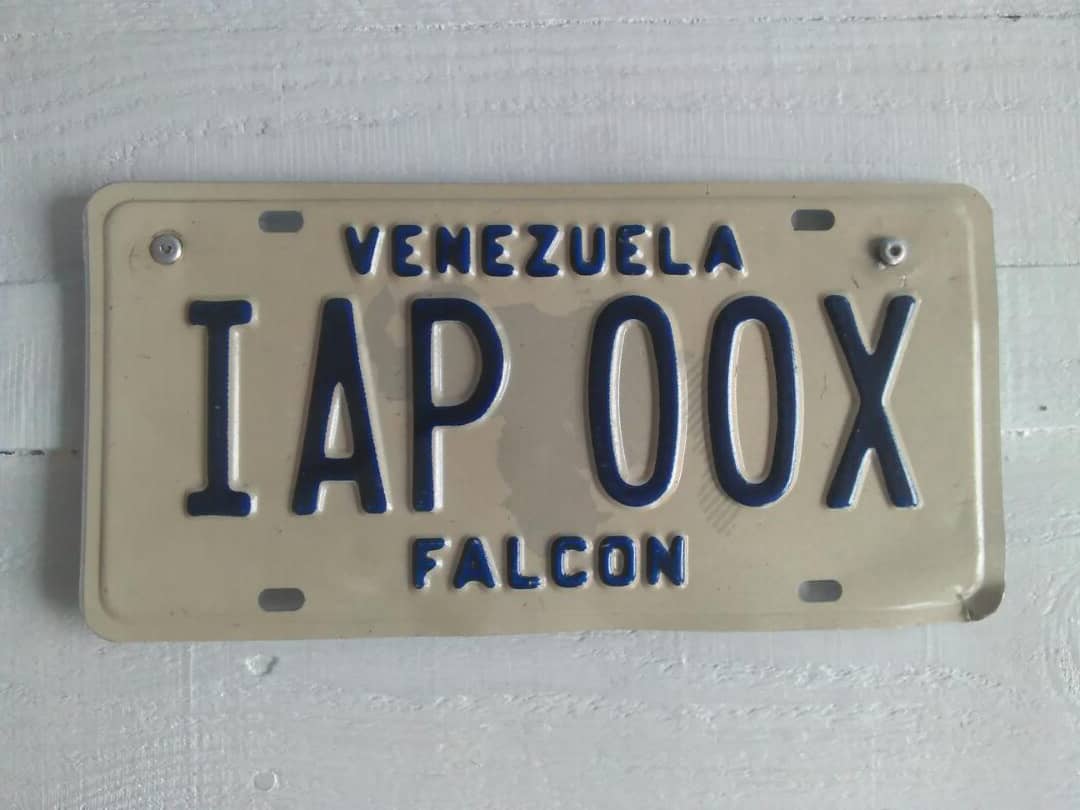 VENEZUELA
IAP 00X
FALCON